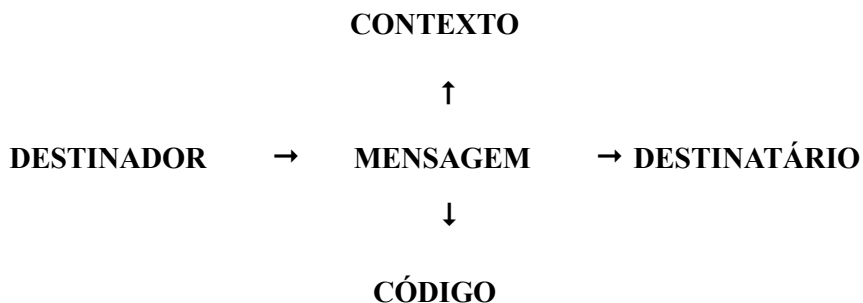 CONTEXTO
↑
DESTINADOR → MENSAGEM → DESTINATÁRIO
↓
CÓDIGO